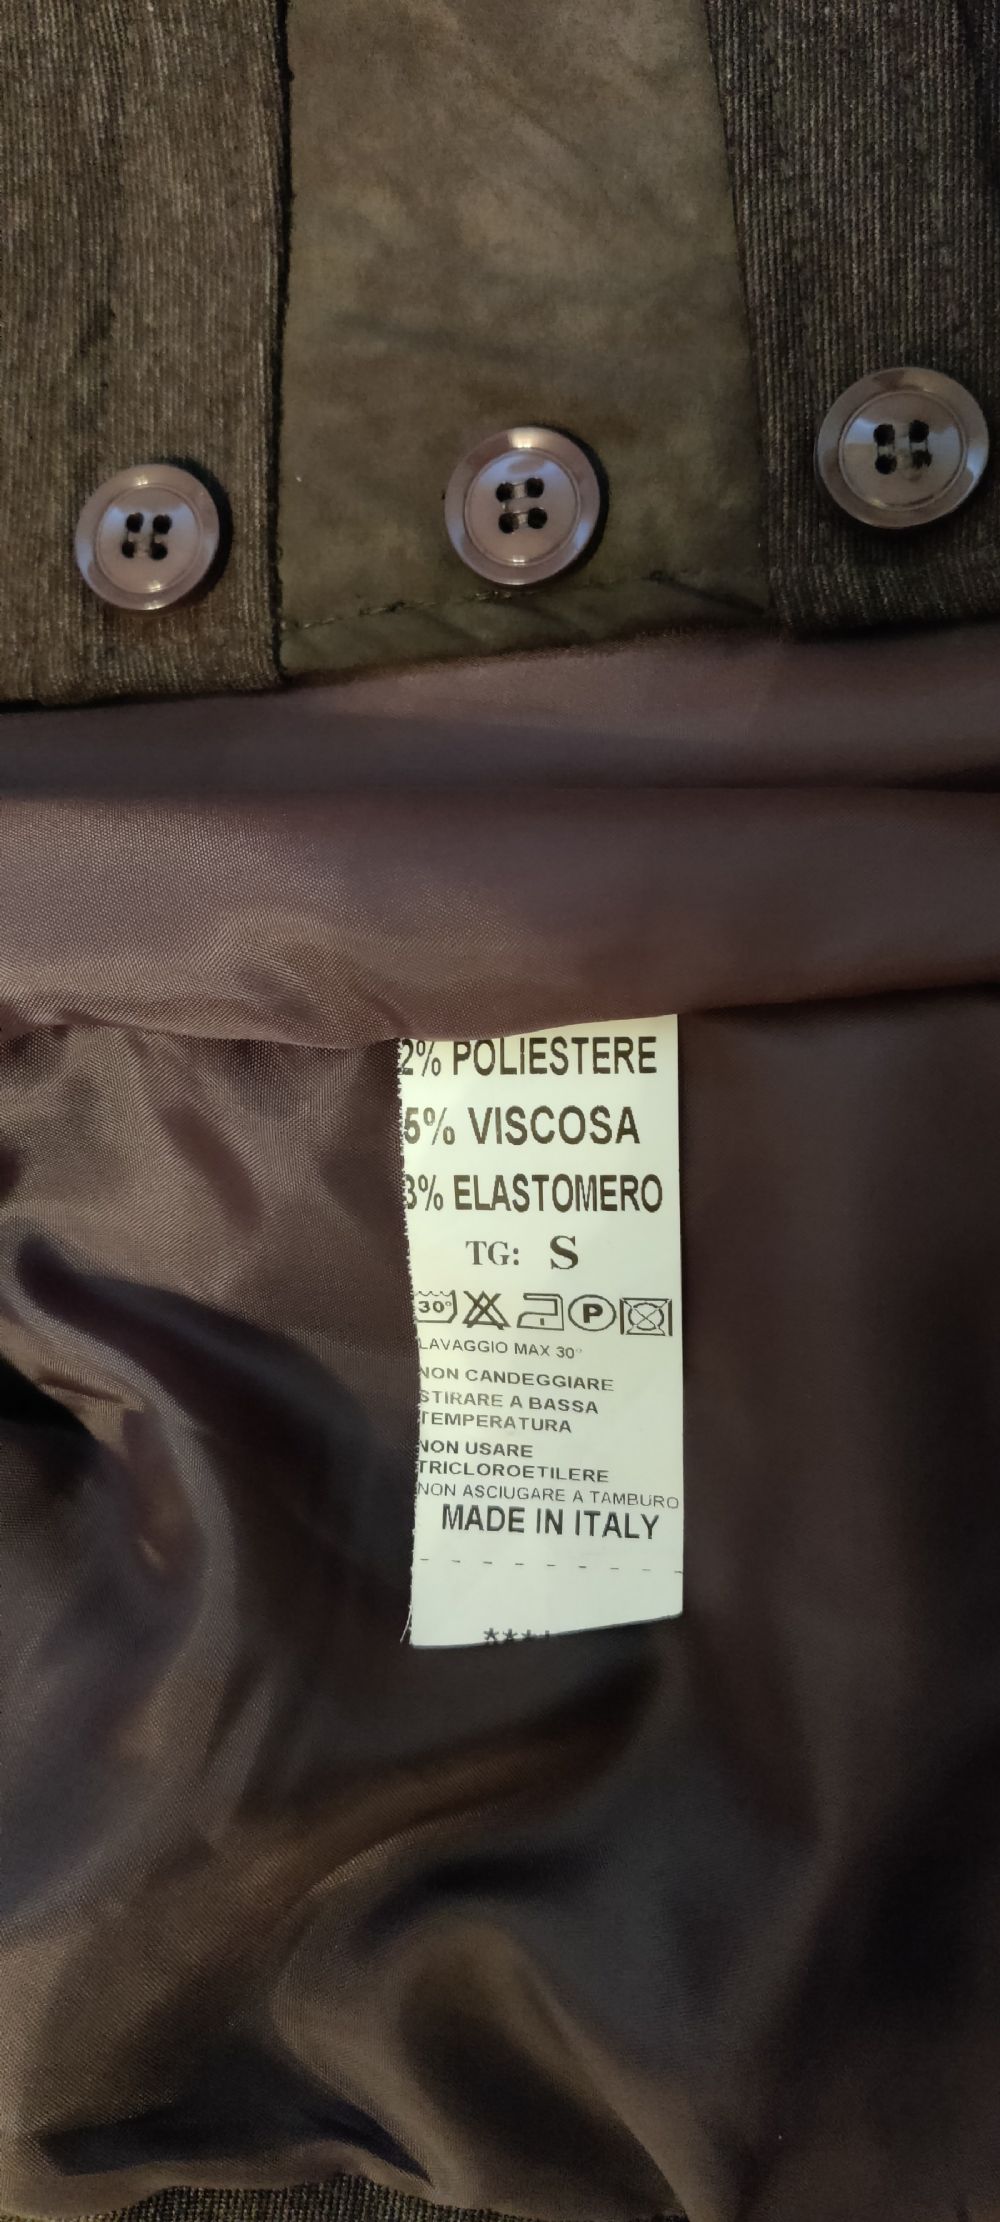 2% POLIESTERE
5% VISCOSA
3% ELASTOMERO
TG: S
30° P
LAVAGGIO MAX 30°
NON CANDEGGIARE
STIRARE A BASSA
TEMPERATURA
NON USARE
TRICLOROETILERE
NON ASCIUGARE A TAMBURO
MADE IN ITALY
- - - - - - - - -
****